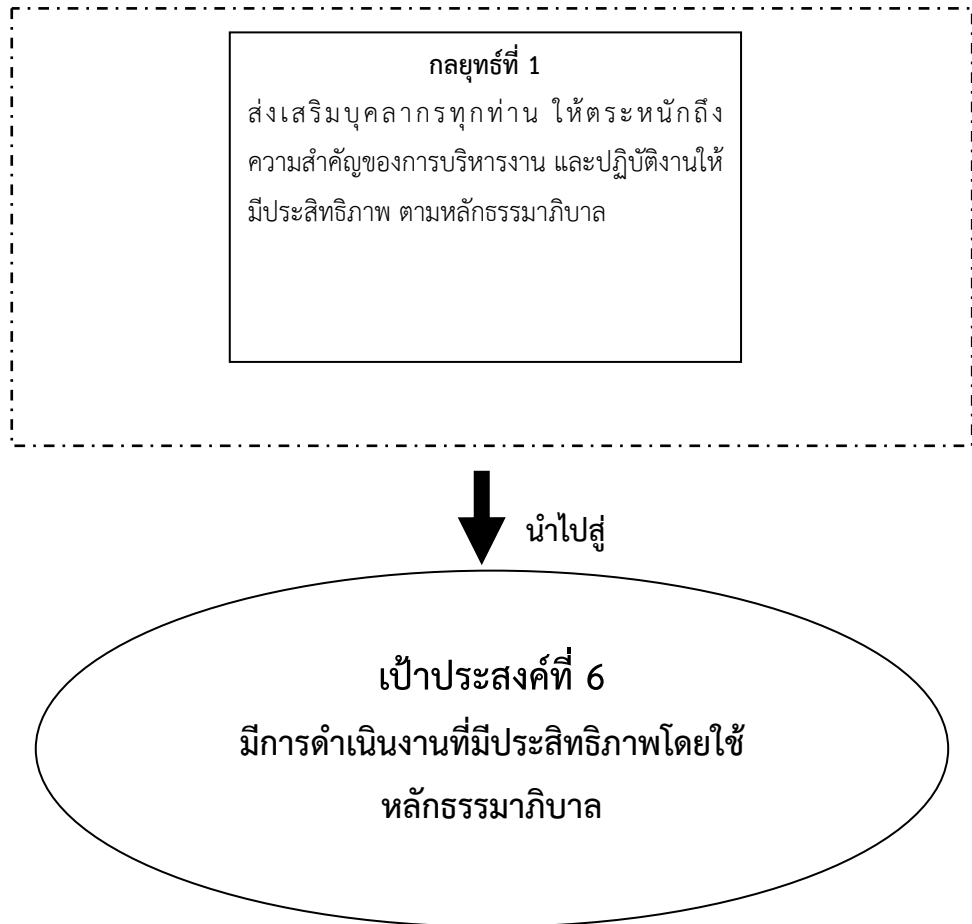 กลยุทธ์ที่ 1
ส่งเสริมบุคลากรทุกท่าน ให้ตระหนักถึง
ความสำคัญของการบริหารงาน และปฏิบัติงานให้
มีประสิทธิภาพ ตามหลักธรรมาภิบาล
นำไปสู่
เป้าประสงค์ที่ 6
มีการดำเนินงานที่มีประสิทธิภาพโดยใช้
หลักธรรมาภิบาล